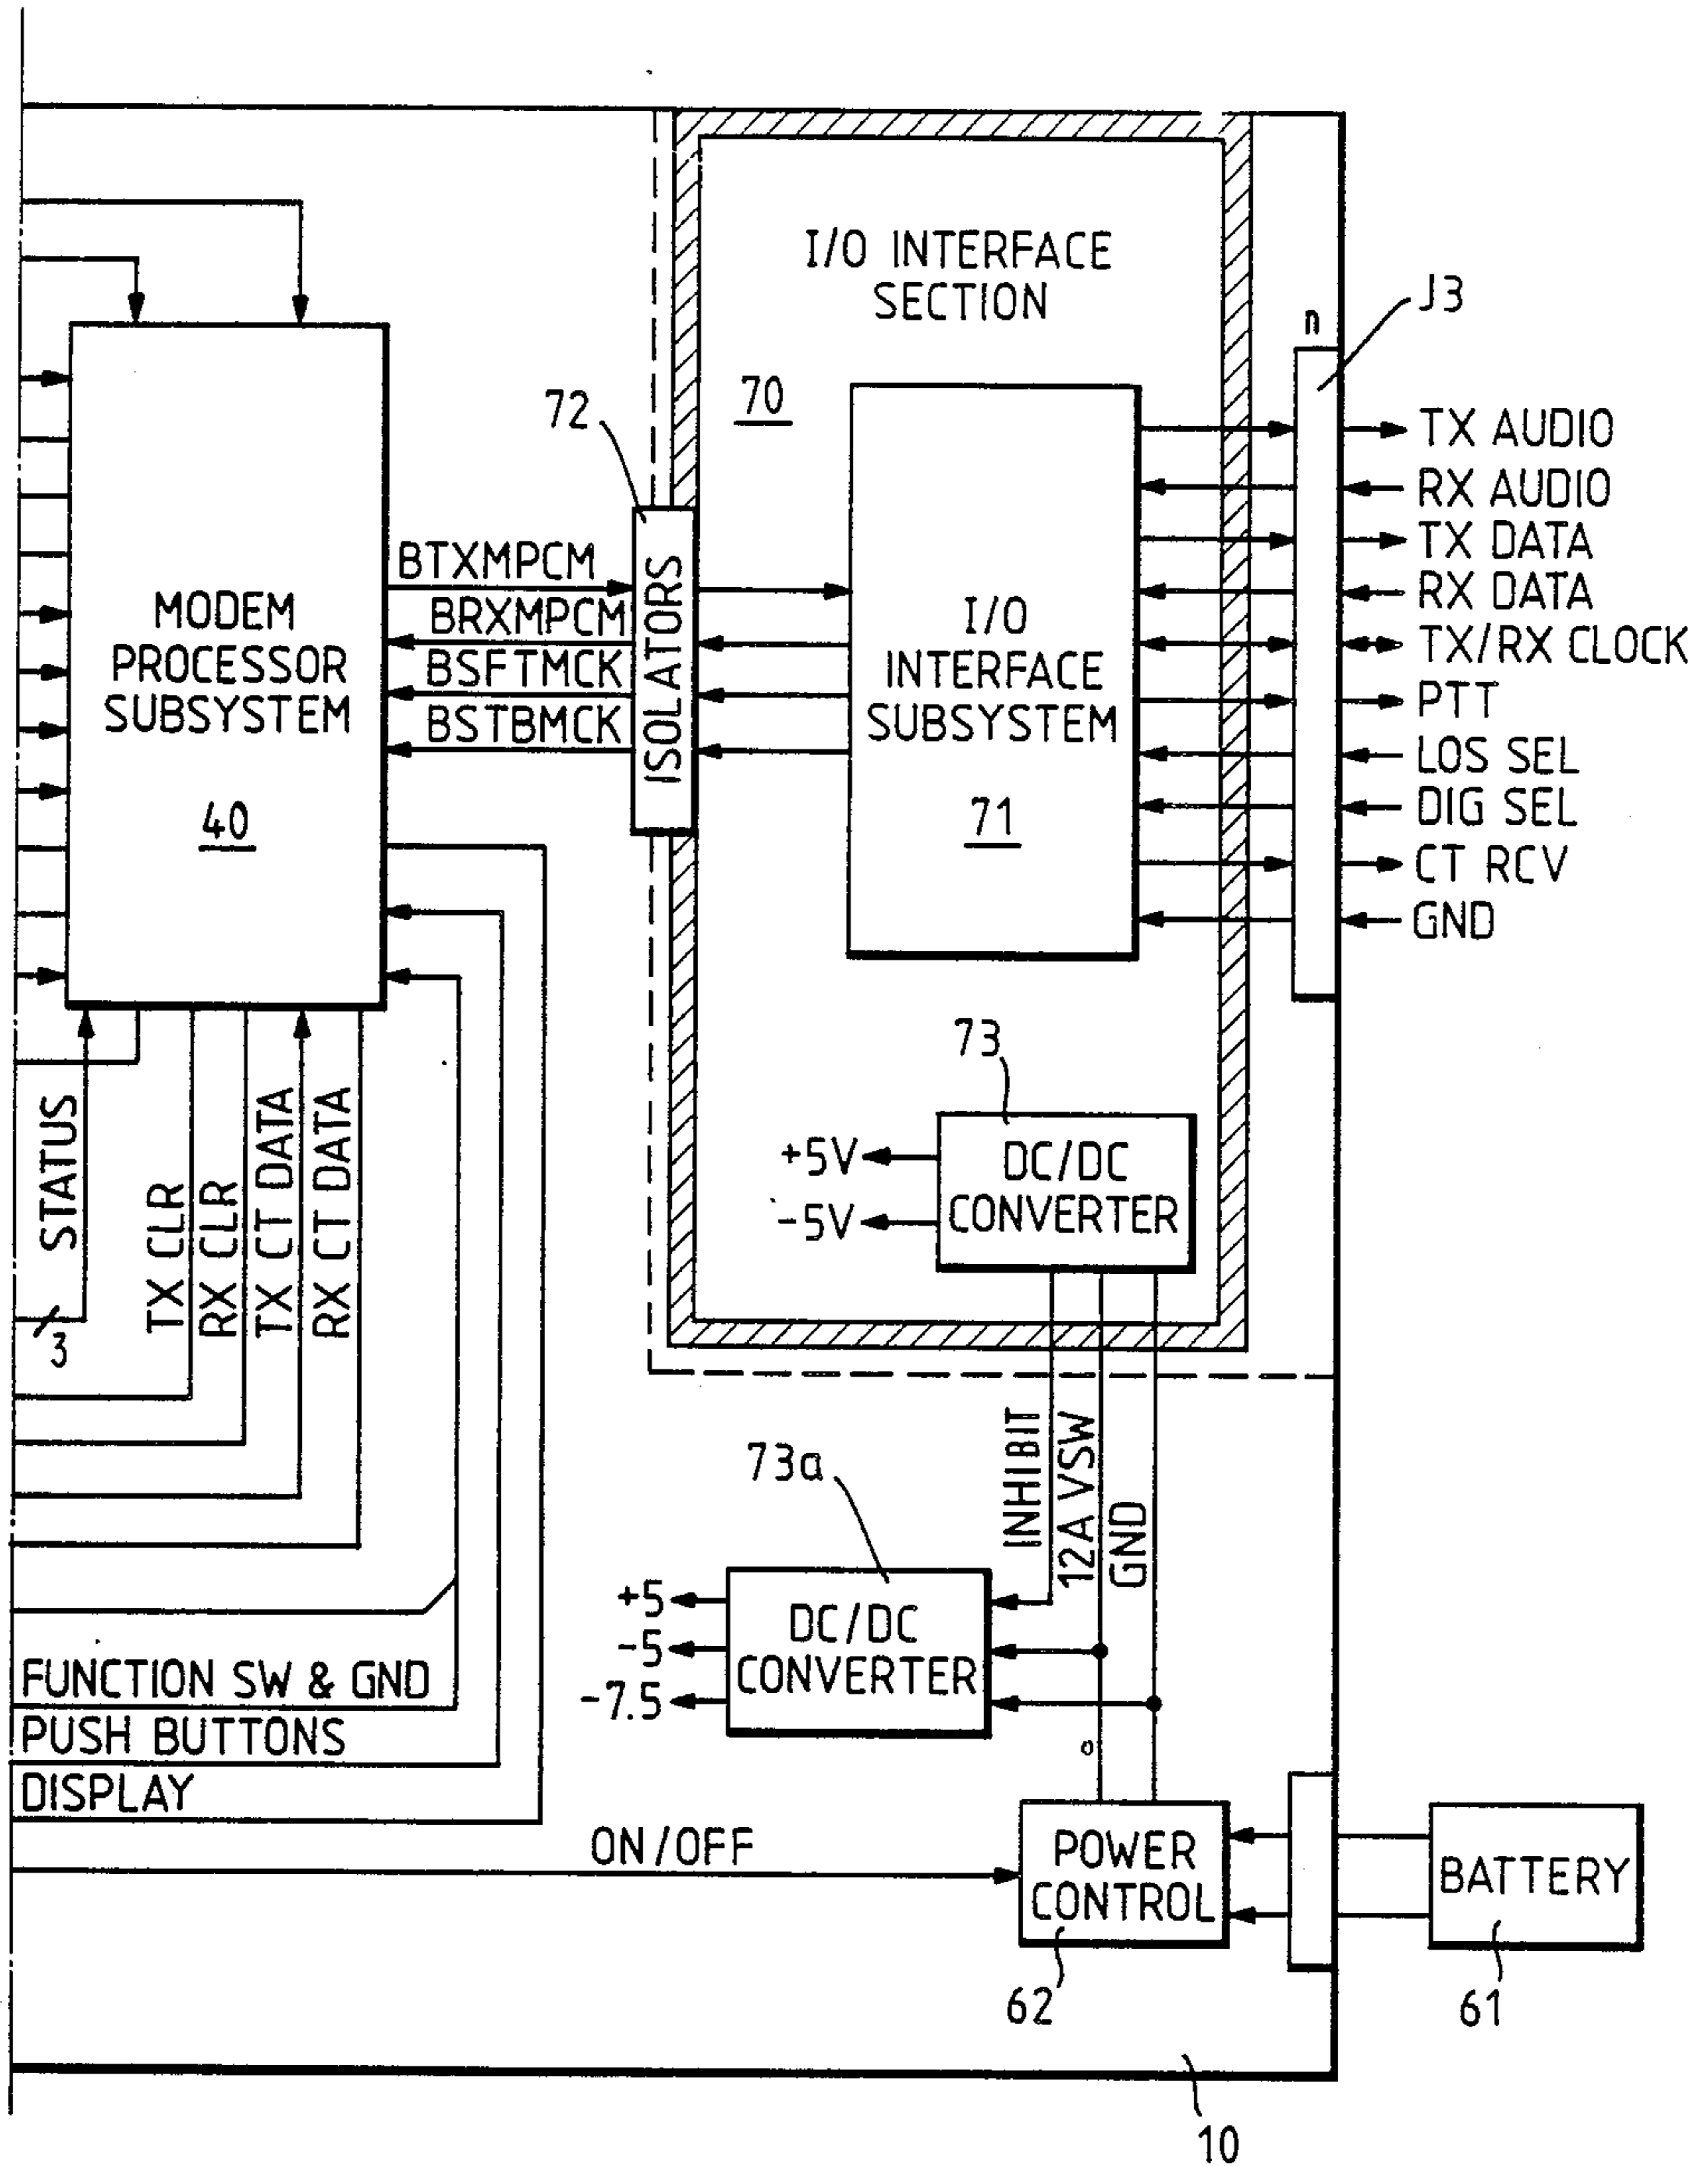 I/O INTERFACE
SECTION
J3
n
70
72
TX AUDIO
RX AUDIO
TX DATA
RX DATA
TX/RX CLOCK
PTT
LOS SEL
DIG SEL
CT RCV
GND
MODEM
PROCESSOR
SUBSYSTEM
40
BTXMPCM
BRXMPCM
BSFTMCK
BSTBMCK
ISOLATORS
I/O
INTERFACE
SUBSYSTEM
71
73
DC/DC
CONVERTER
+5V
-5V
STATUS
3
TX CLR
RX CLR
TX CT DATA
RX CT DATA
INHIBIT
12A VSW
GND
73a
DC/DC
CONVERTER
+5
-5
-7.5
FUNCTION SW & GND
PUSH BUTTONS
DISPLAY
ON/OFF
POWER
CONTROL
62
BATTERY
61
10